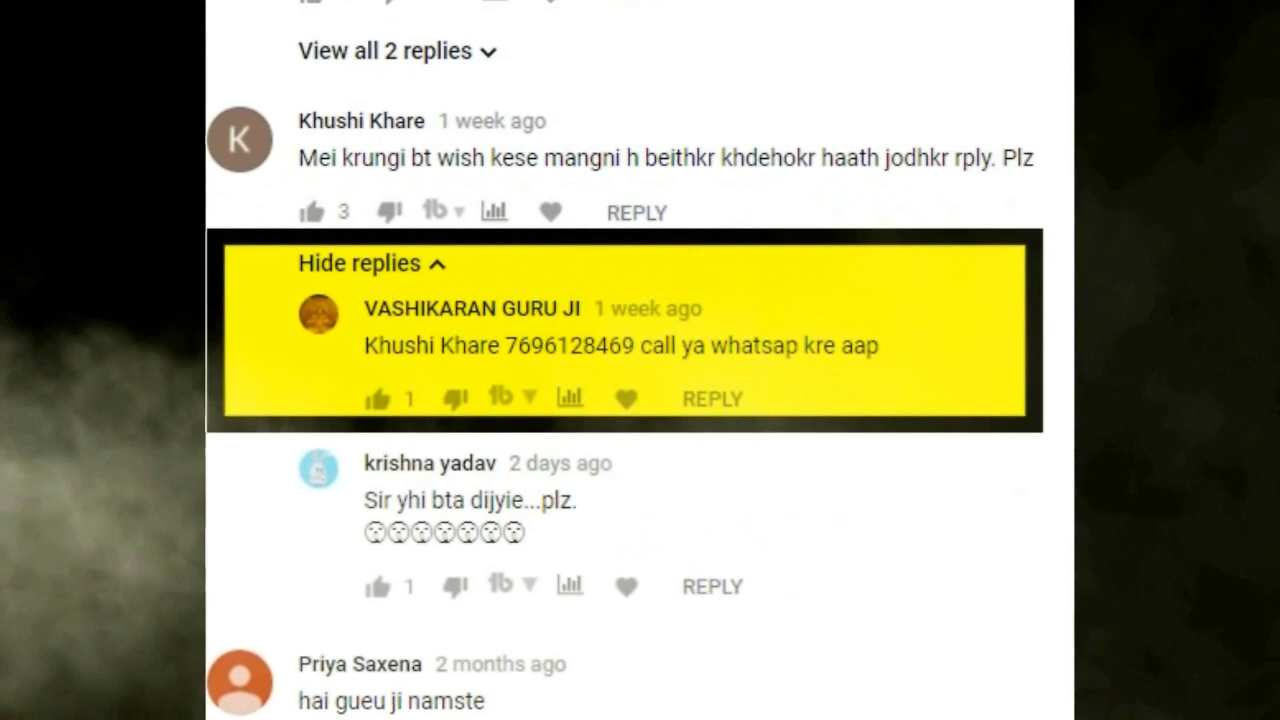 View all 2 replies
K
Khushi Khare 1 week ago
Mei krungi bt wish kese mangni h beithkr khdehokr haath jodhkr rply. Plz
3 tb REPLY
Hide replies
VASHIKARAN GURU JI 1 week ago
Khushi Khare 7696128469 call ya whatsap kre aap
1 tb REPLY
krishna yadav 2 days ago
Sir yhi bta dijyie...plz.
1 tb REPLY
Priya Saxena 2 months ago
hai gueu ji namste